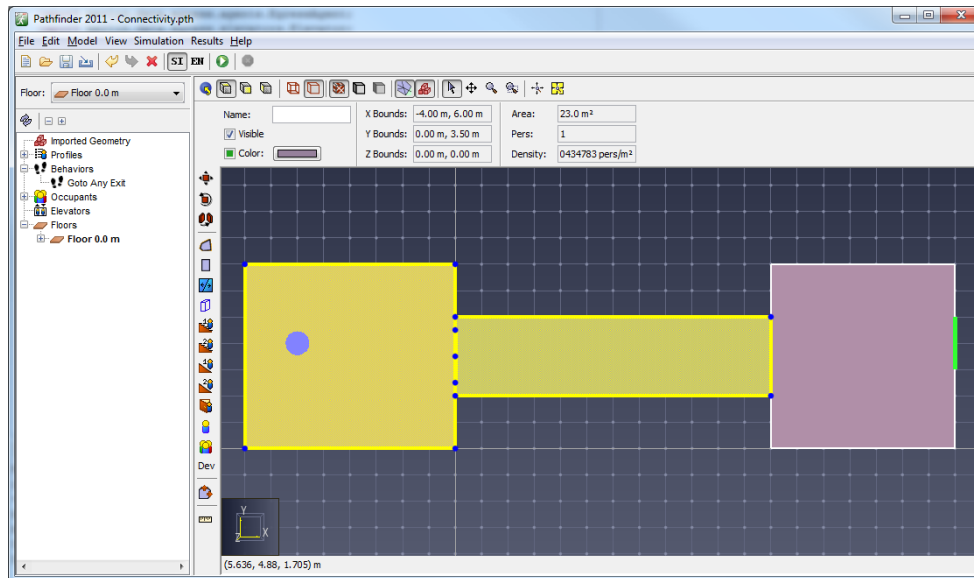 Pathfinder 2011 - Connectivity.pth
File Edit Model View Simulation Results Help
SI EN
Floor: Floor 0.0 m
Name:
X Bounds: -4.00 m, 6.00 m
Area: 23.0 m²
Visible
Y Bounds: 0.00 m, 3.50 m
Pers: 1
Color:
Z Bounds: 0.00 m, 0.00 m
Density: 0434783 pers/m²
Imported Geometry
Profiles
Behaviors
Goto Any Exit
Occupants
Elevators
Floors
Floor 0.0 m
Dev
Y
Z
X
(5.636, 4.88, 1.705) m